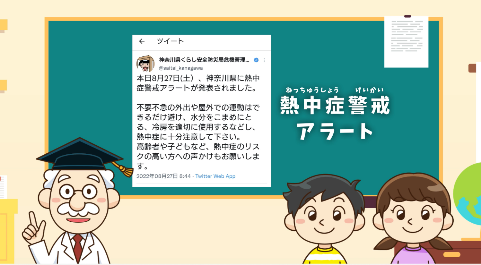 ツイート
神奈川県くらし安全防災局危機管理...
本日8月27日(土)、神奈川県に熱中
症警戒アラートが発表されました。
不要不急の外出や屋外での運動はで
きるだけ避け、水分をこまめにと
る、冷房を適切に使用するなどし、
熱中症に十分注意して下さい。
高齢者や子どもなど、熱中症のリス
クの高い方への声かけもお願いしま
す。
2022年08月27日 8:44・Twitter Web App
ねっちゅうしょう けいかい
熱中症警戒
アラート